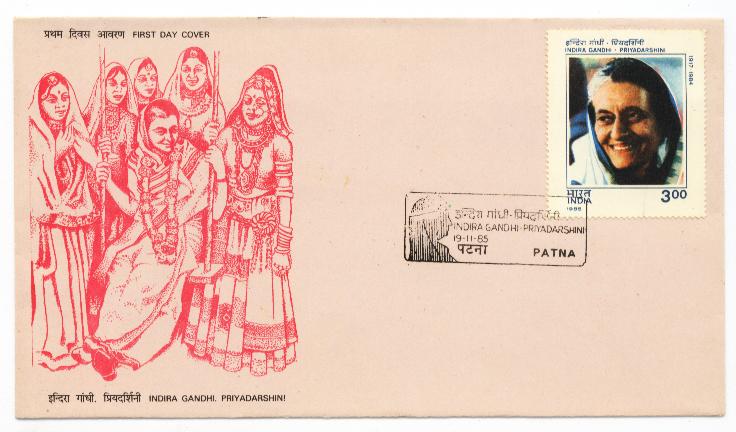 प्रथम दिवस आवरण FIRST DAY COVER
इन्दिरा गांधी · प्रियदर्शिनी
INDIRA GANDHI · PRIYADARSHINI
1917-1984
भारत
INDIA
1985
3.00
इन्दिरा गांधी-प्रियदर्शिनी
INDIRA GANDHI-PRIYADARSHINI
19-11-85
पटना PATNA
इन्दिरा गांधी. प्रियदर्शिनी INDIRA GANDHI. PRIYADARSHINI